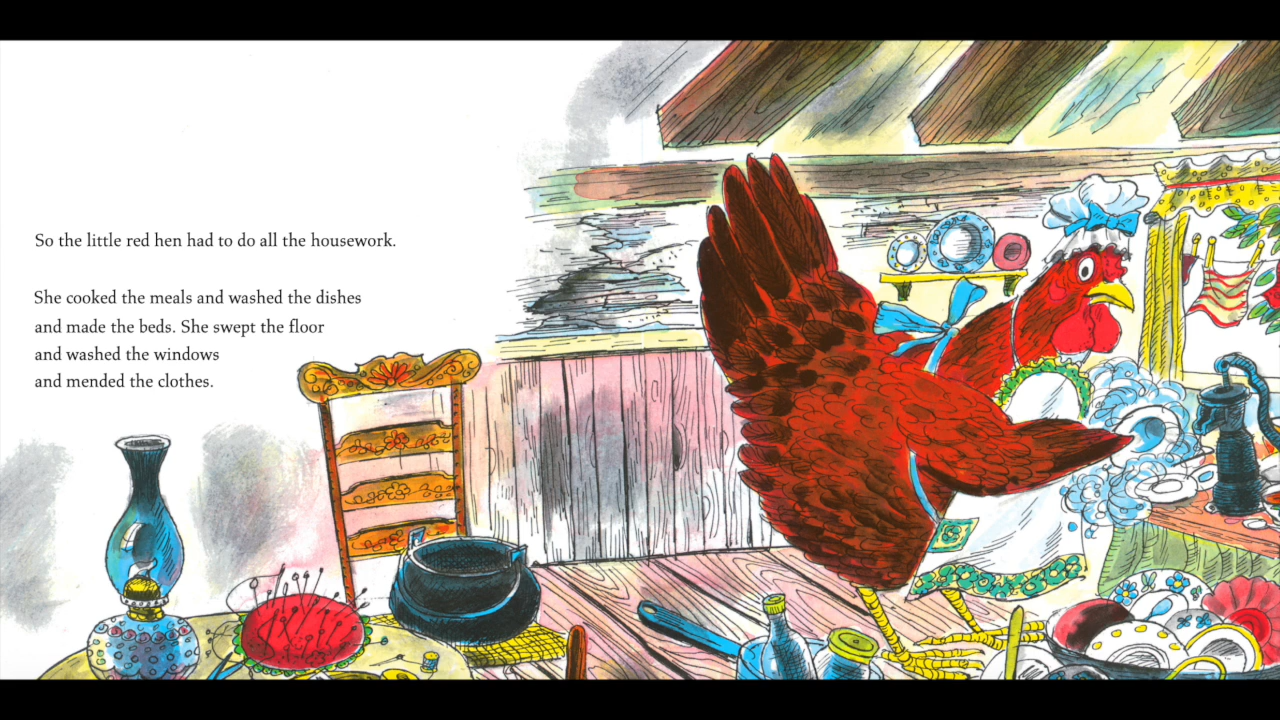 So the little red hen had to do all the housework.
She cooked the meals and washed the dishes
and made the beds. She swept the floor
and washed the windows
and mended the clothes.